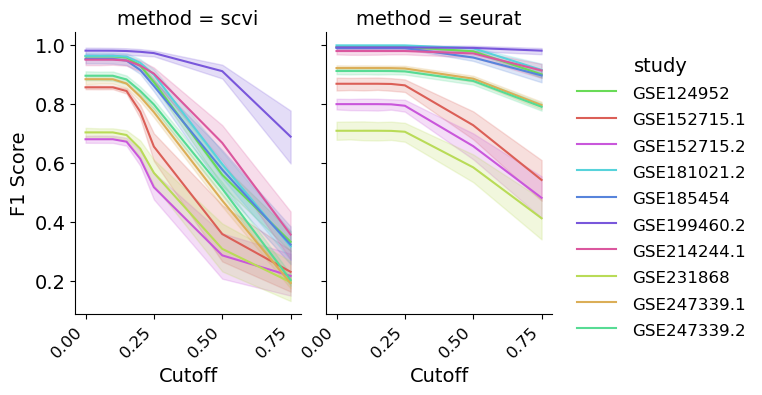 method = scvi
method = seurat
F1 Score
1.0
0.8
0.6
0.4
0.2
0.00
0.25
0.50
0.75
Cutoff
0.00
0.25
0.50
0.75
Cutoff
study
GSE124952
GSE152715.1
GSE152715.2
GSE181021.2
GSE185454
GSE199460.2
GSE214244.1
GSE231868
GSE247339.1
GSE247339.2